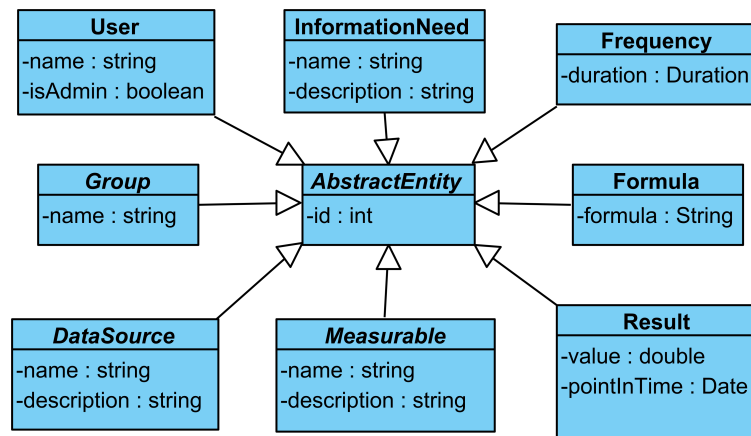 User
-name : string
-isAdmin : boolean
InformationNeed
-name : string
-description : string
Frequency
-duration : Duration
Group
-name : string
AbstractEntity
-id : int
Formula
-formula : String
DataSource
-name : string
-description : string
Measurable
-name : string
-description : string
Result
-value : double
-pointInTime : Date